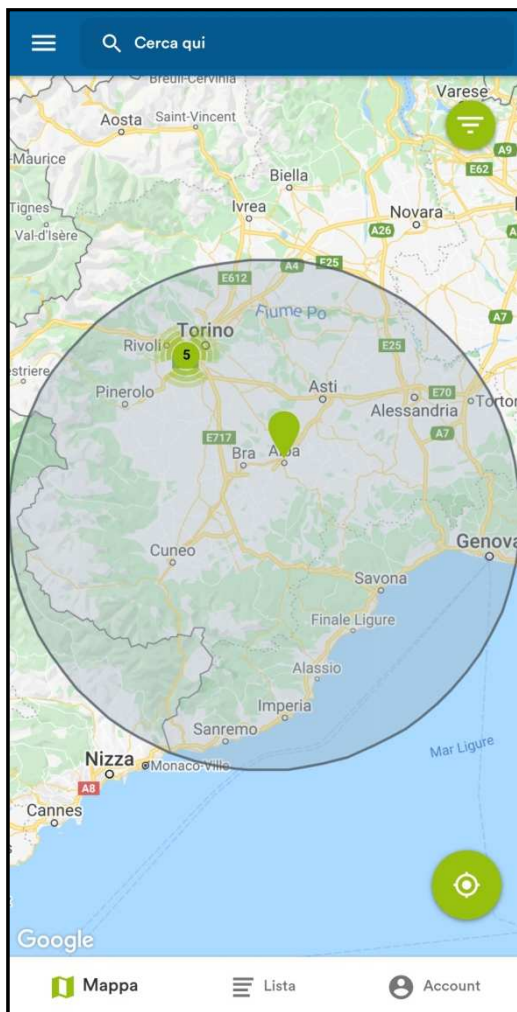 Cerca qui
Breuil-Cervinia
Varese
Aosta
Saint-Vincent
A9
-Maurice
E62
Biella
Tignes
Ivrea
Novara
Val-d'Isère
A26
E25
A4
E612
Fiume Po
A7
Rivoli
Torino
E25
5
estriere
Pinerolo
Asti
E70
Alessandria
Torton
E717
A7
Bra
Alba
Cuneo
Genova
Savona
Finale Ligure
Alassio
Imperia
Sanremo
Mar Ligure
Nizza
Monaco-Ville
A8
Cannes
Google
Mappa
Lista
Account